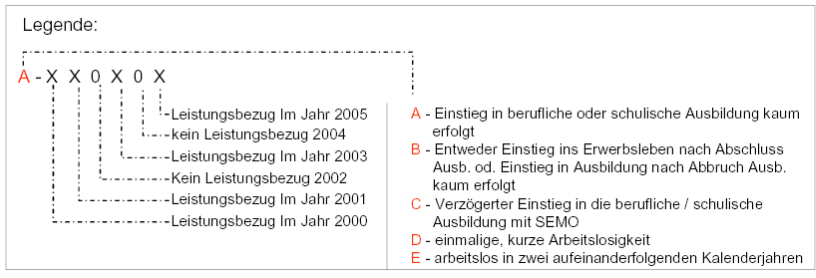 Legende:
A - X X 0 X 0 X
Leistungsbezug Im Jahr 2005
kein Leistungsbezug 2004
Leistungsbezug Im Jahr 2003
Kein Leistungsbezug 2002
Leistungsbezug Im Jahr 2001
Leistungsbezug Im Jahr 2000
A - Einstieg in berufliche oder schulische Ausbildung kaum
erfolgt
B - Entweder Einstieg ins Erwerbsleben nach Abschluss
Ausb. od. Einstieg in Ausbildung nach Abbruch Ausb.
kaum erfolgt
C - Verzögerter Einstieg in die berufliche / schulische
Ausbildung mit SEMO
D - einmalige, kurze Arbeitslosigkeit
E - arbeitslos in zwei aufeinanderfolgenden Kalenderjahren